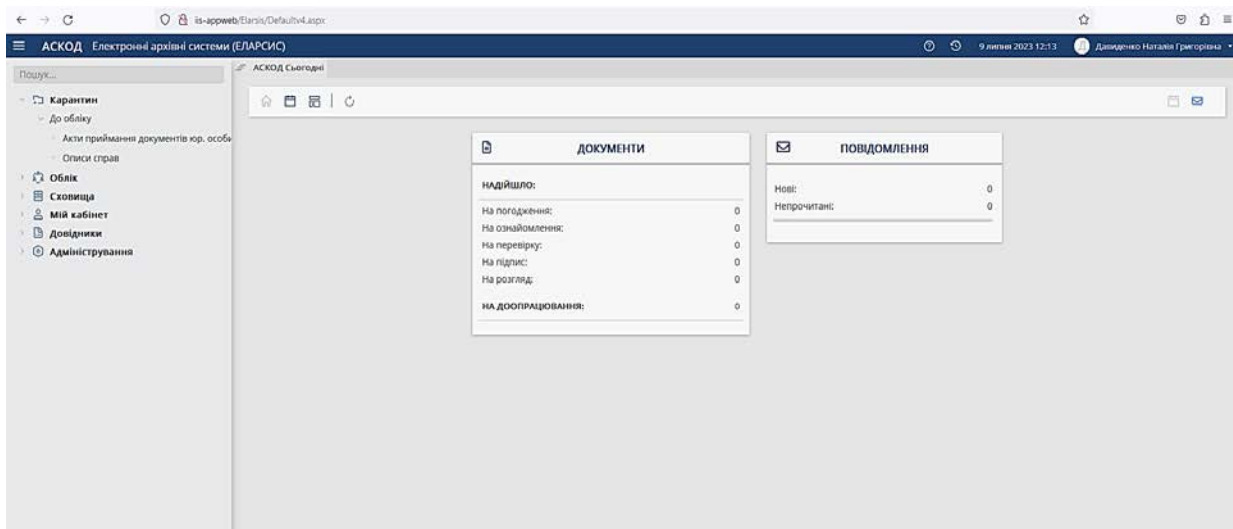 is-appweb/Elarsis/Defaultv4.aspx
АСКОД Електронні архівні системи (ЕЛАРСИС)
9 липня 2023 12:13
Д
Давиденко Наталія Григорівна
Пошук...
АСКОД Сьогодні
Карантин
До обліку
Акти приймання документів юр. особи
Описи справ
Облік
Сховища
Мій кабінет
Довідники
Адміністрування
ДОКУМЕНТИ
НАДІЙШЛО:
На погодження: 0
На ознайомлення: 0
На перевірку: 0
На підпис: 0
На розгляд: 0
НА ДООПРАЦЮВАННЯ: 0
ПОВІДОМЛЕННЯ
Нові: 0
Непрочитані: 0